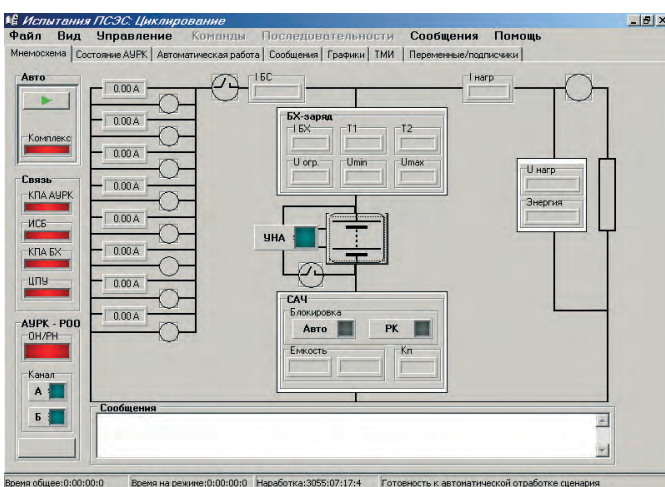 Испытания ПСЭС: Циклирование
Файл Вид Управление Команды Последовательности Сообщения Помощь
Мнемосхема Состояние АУРК Автоматическая работа Сообщения Графики ТМИ Переменные/подписчики
Авто
Комплекс
Связь
КПА АУРК
ИСБ
КПА БХ
ЦПУ
АУРК - РОО
ОН/РН
Канал
А
Б
0.00 А
0.00 А
0.00 А
0.00 А
0.00 А
0.00 А
0.00 А
0.00 А
I БС
I нагр
БХ-заряд
I БХ T1 T2
U огр. Umin Umax
U нагр
Энергия
УНА
САЧ
Блокировка
Авто РК
Емкость Кп
Сообщения
Время общее:0:00:00:0 Время на режиме:0:00:00:0 Наработка:3055:07:17:4 Готовность к автоматической отработке сценария